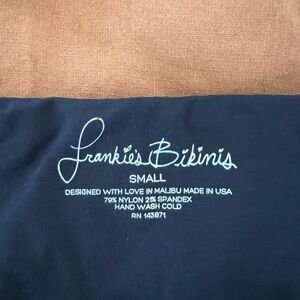 Frankie's Bikinis
SMALL
DESIGNED WITH LOVE IN MALIBU MADE IN USA
79% NYLON 21% SPANDEX
HAND WASH COLD
RN 143871